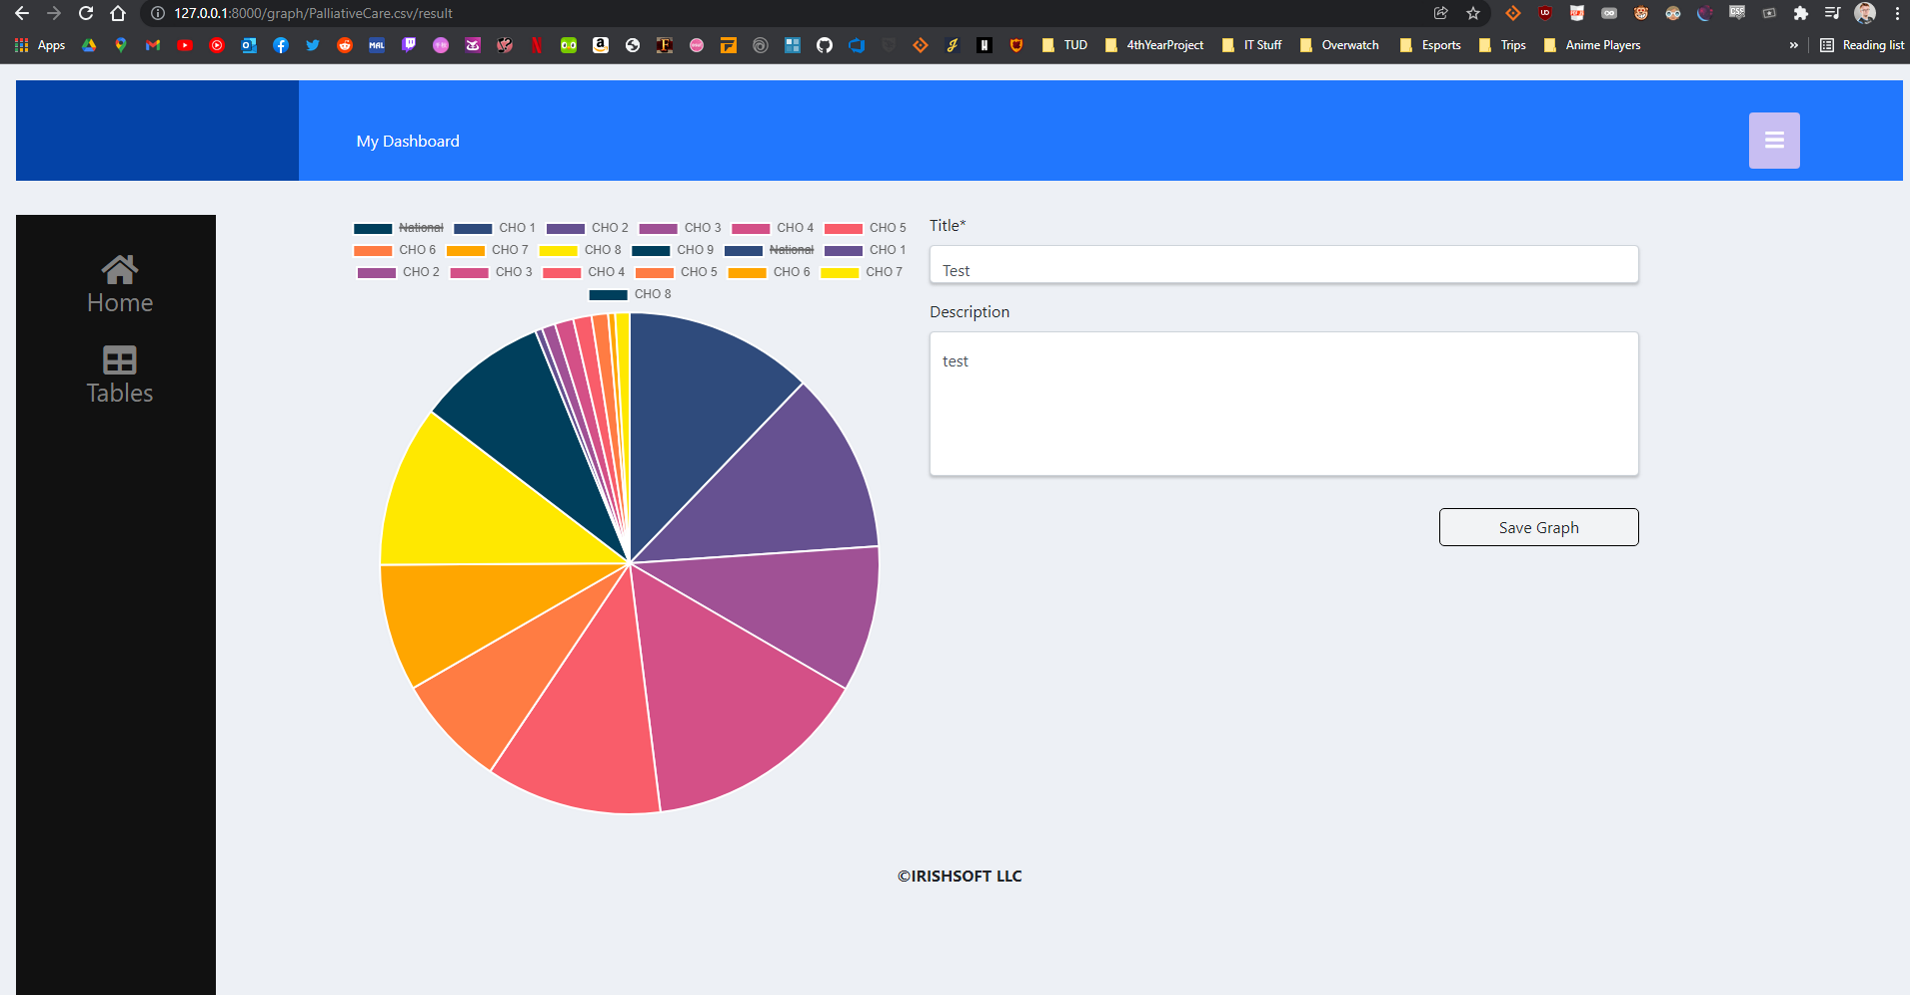 127.0.0.1:8000/graph/PalliativeCare.csv/result
Apps TUD 4thYearProject IT Stuff Overwatch Esports Trips Anime Players » Reading list
My Dashboard
National CHO 1 CHO 2 CHO 3 CHO 4 CHO 5
CHO 6 CHO 7 CHO 8 CHO 9 National CHO 1
CHO 2 CHO 3 CHO 4 CHO 5 CHO 6 CHO 7
CHO 8
Title*
Test
Description
test
Save Graph
Home
Tables
©IRISHSOFT LLC